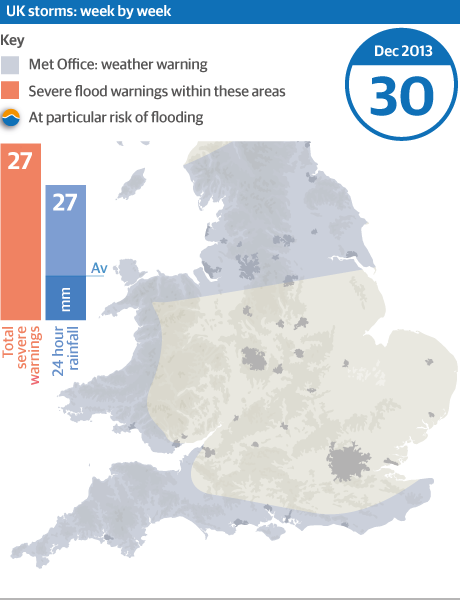 UK storms: week by week
Key
Met Office: weather warning
Severe flood warnings within these areas
At particular risk of flooding
Dec 2013
30
27
27
Av
mm
Total
severe
warnings
24 hour
rainfall